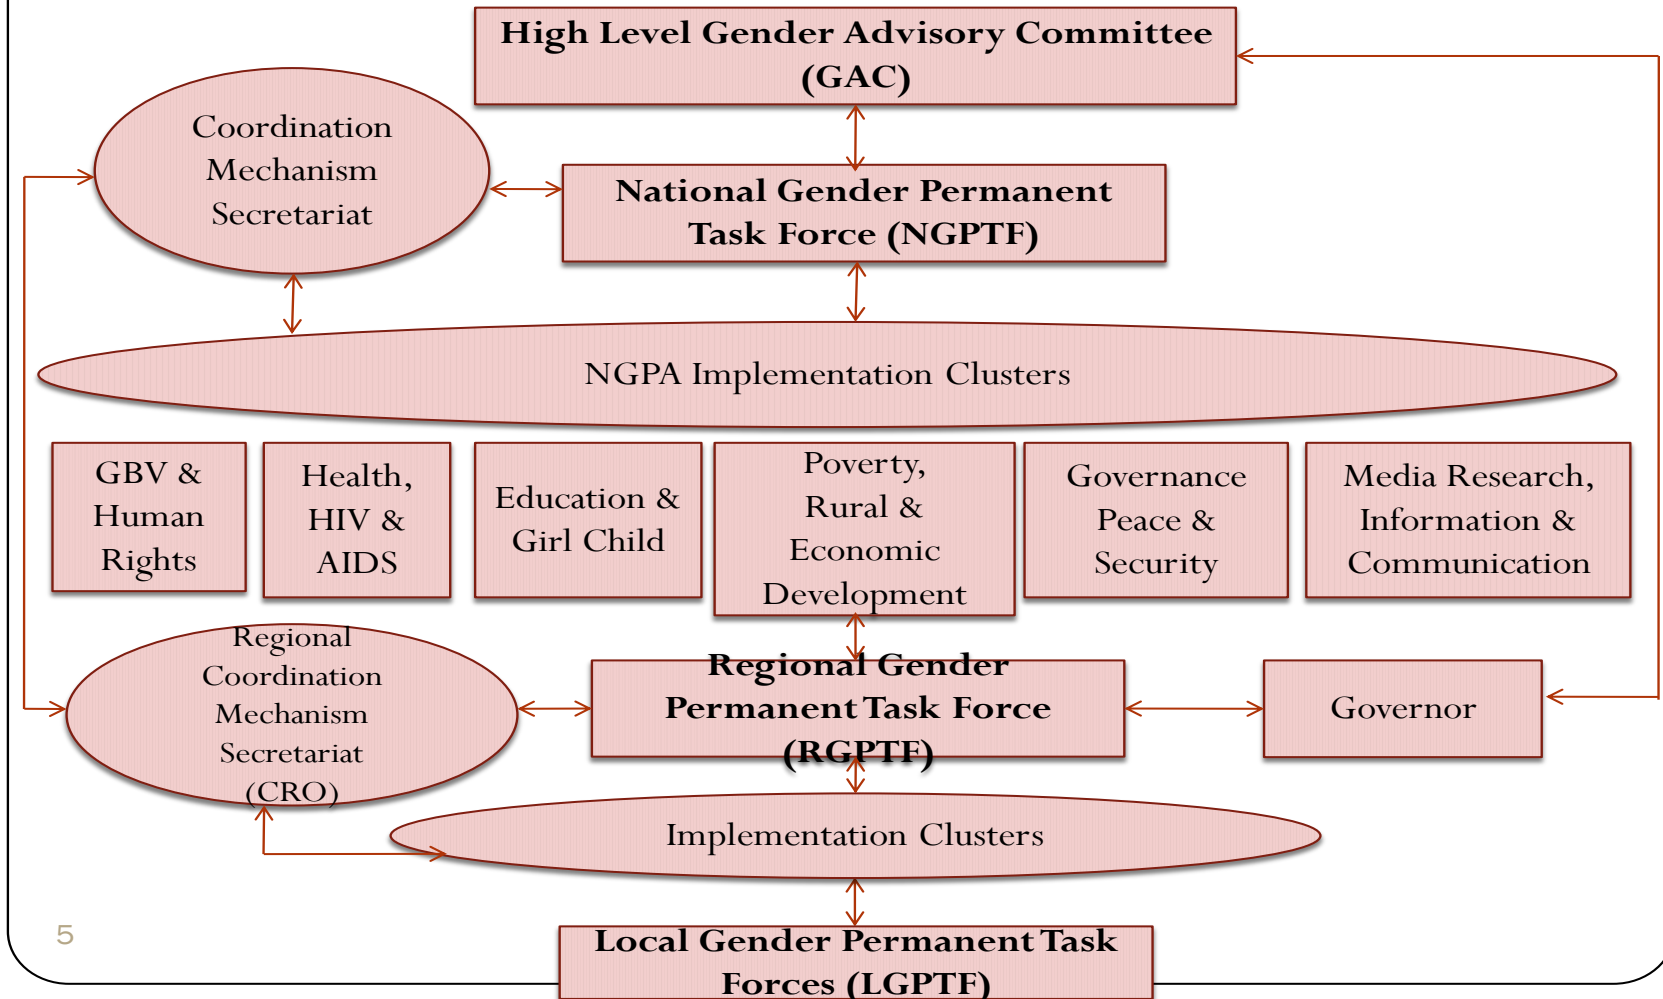 High Level Gender Advisory Committee
(GAC)
Coordination
Mechanism
Secretariat
National Gender Permanent
Task Force (NGPTF)
NGPA Implementation Clusters
GBV &
Human
Rights
Health,
HIV &
AIDS
Education &
Girl Child
Poverty,
Rural &
Economic
Development
Governance
Peace &
Security
Media Research,
Information &
Communication
Regional
Coordination
Mechanism
Secretariat
(CRO)
Regional Gender
Permanent Task Force
(RGPTF)
Governor
Implementation Clusters
Local Gender Permanent Task
Forces (LGPTF)
5